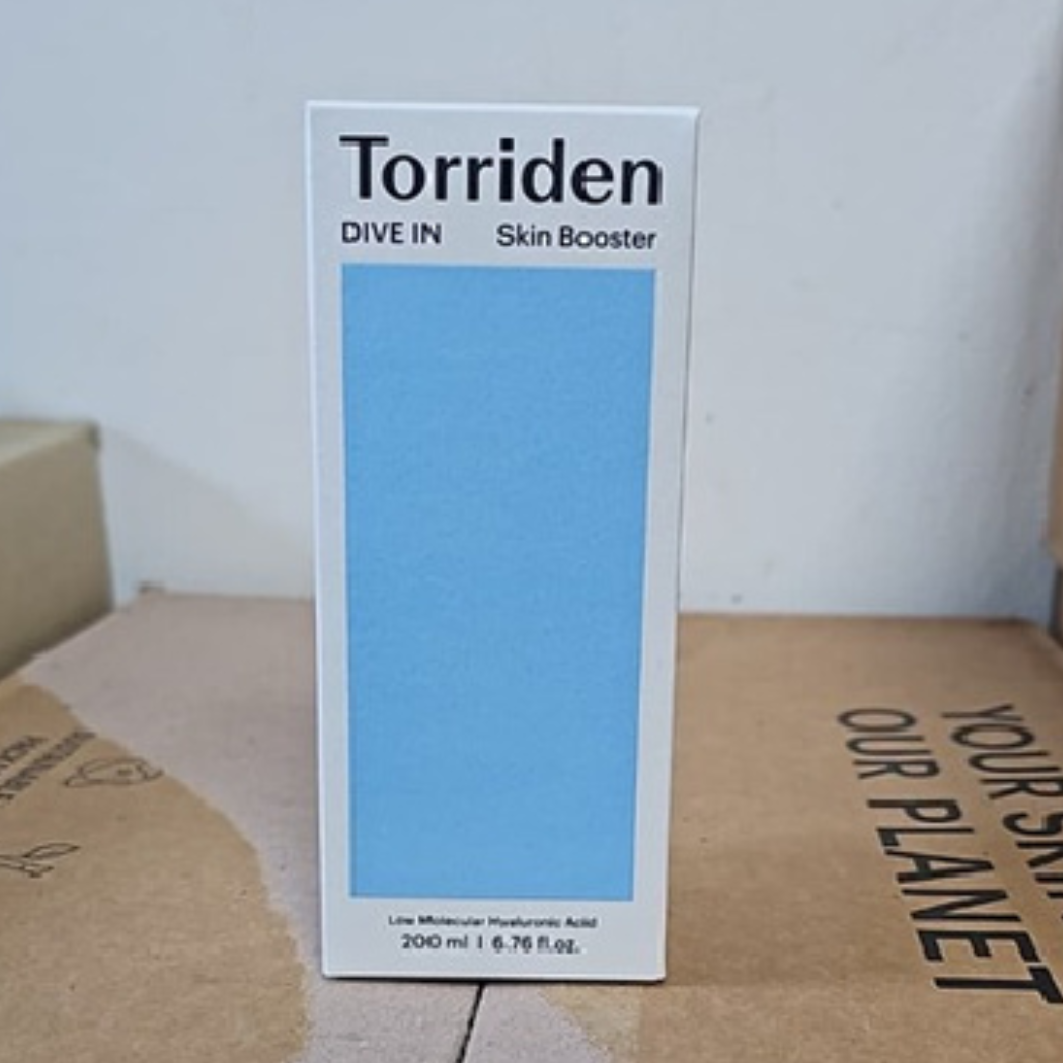 Torriden
DIVE IN Skin Booster
Low Molecular Hyaluronic Acid
200 ml | 6.76 fl.oz.
YOUR SKIN
OUR PLANET